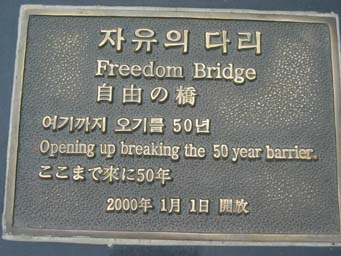 자유의 다리
Freedom Bridge
自由の橋
여기까지 오기를 50년
Opening up breaking the 50 year barrier.
ここまで來に50年
2000年 1月 1日 開放